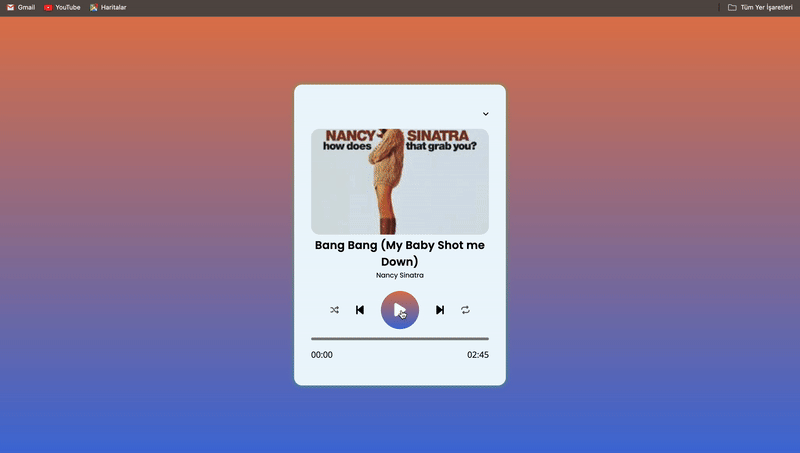 Gmail
YouTube
Haritalar
Tüm Yer İşaretleri
NANCY SINATRA
how does that grab you?
Bang Bang (My Baby Shot me
Down)
Nancy Sinatra
00:00
02:45